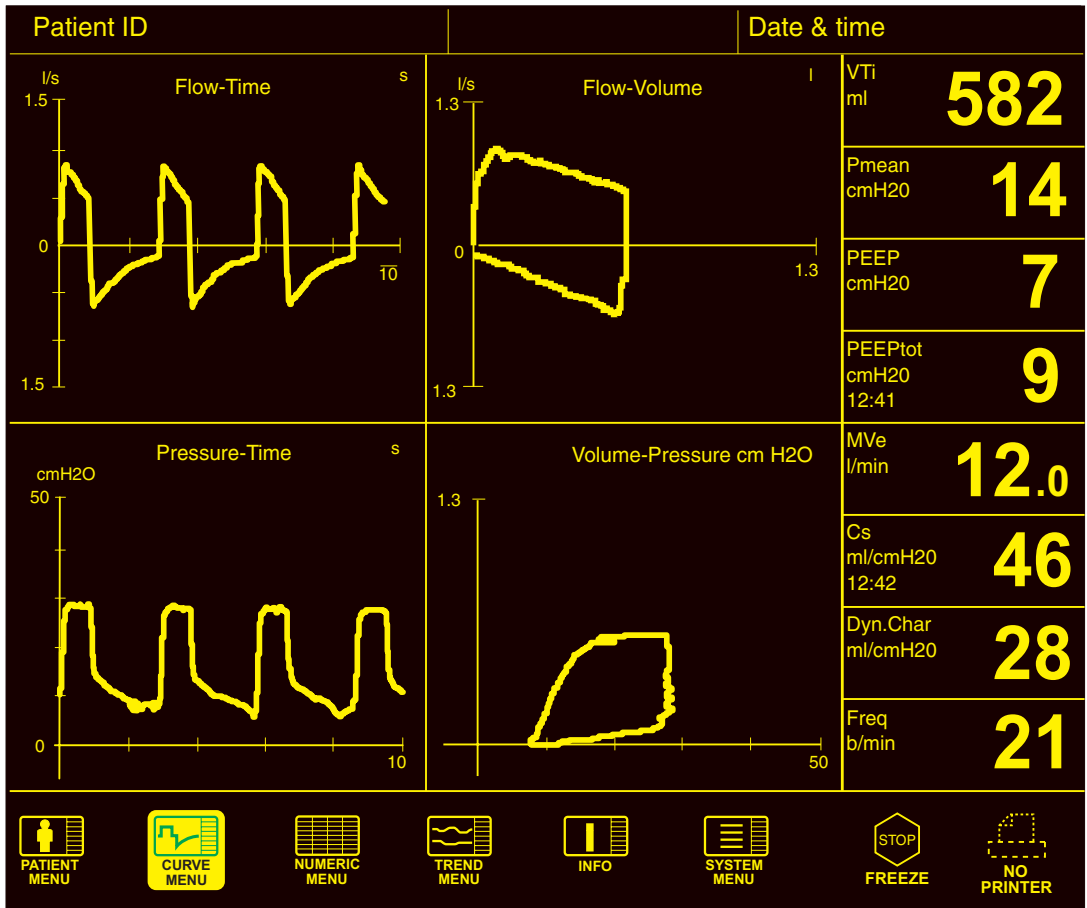 Patient ID
Date & time
l/s
Flow-Time
s
1.5
0
10
1.5
l/s
Flow-Volume
l
1.3
0
1.3
1.3
VTi
ml
582
Pmean
cmH20
14
PEEP
cmH20
7
PEEPtot
cmH20
12:41
9
Pressure-Time
s
cmH2O
50
0
10
Volume-Pressure cm H2O
1.3
50
MVe
l/min
12.0
Cs
ml/cmH20
12:42
46
Dyn.Char
ml/cmH20
28
Freq
b/min
21
PATIENT
MENU
CURVE
MENU
NUMERIC
MENU
TREND
MENU
INFO
SYSTEM
MENU
STOP
FREEZE
NO
PRINTER